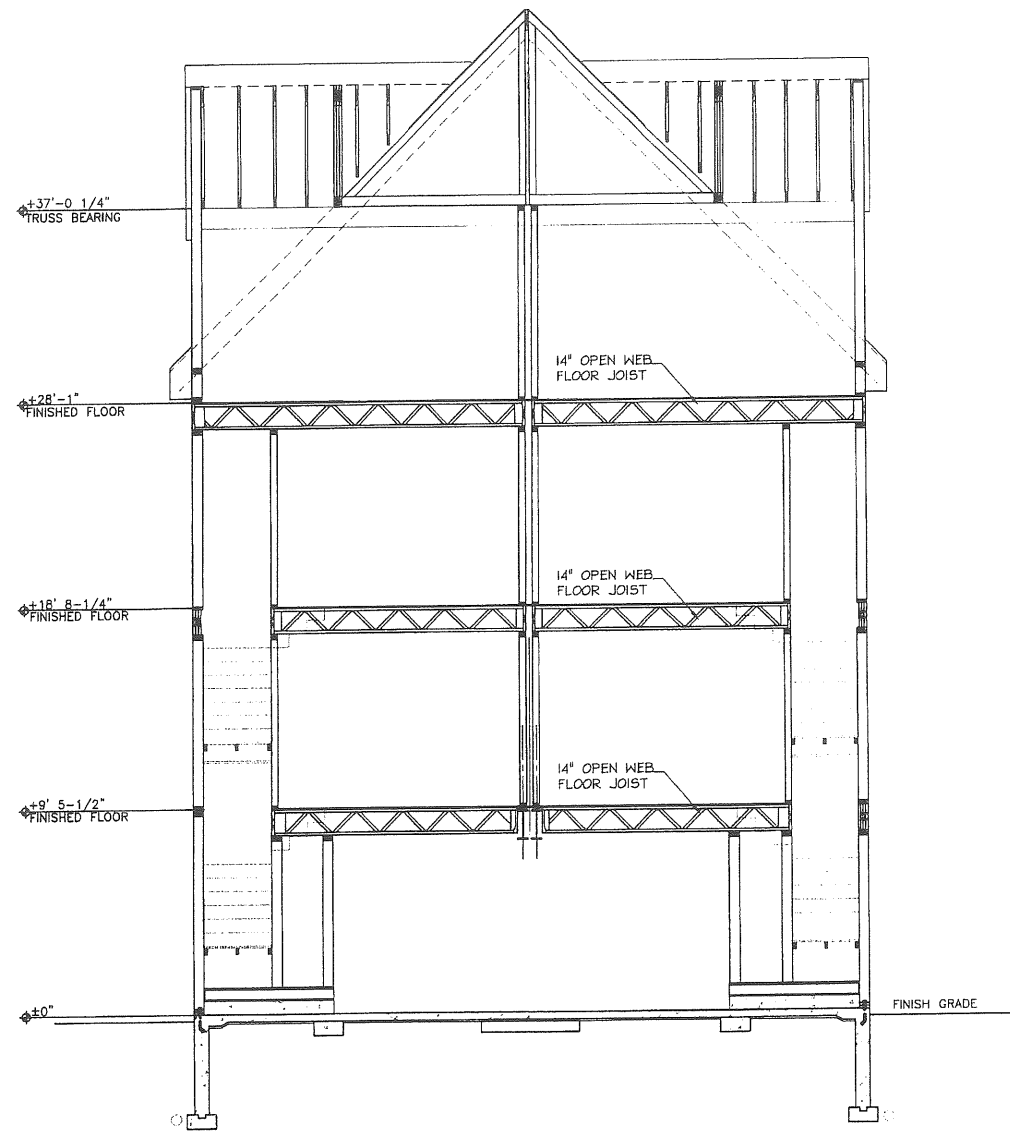 +37'-0 1/4"
TRUSS BEARING
14" OPEN WEB
FLOOR JOIST
+28'-1"
FINISHED FLOOR
14" OPEN WEB
FLOOR JOIST
+18' 8-1/4"
FINISHED FLOOR
14" OPEN WEB
FLOOR JOIST
+9' 5-1/2"
FINISHED FLOOR
±0"
FINISH GRADE